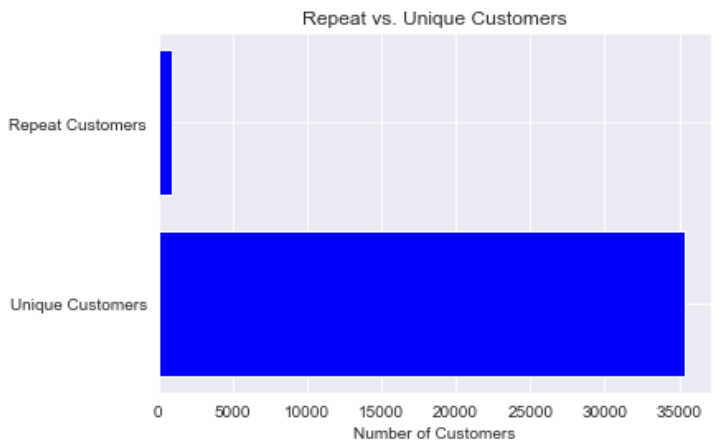 Repeat vs. Unique Customers
Repeat Customers
Unique Customers
0 5000 10000 15000 20000 25000 30000 35000
Number of Customers